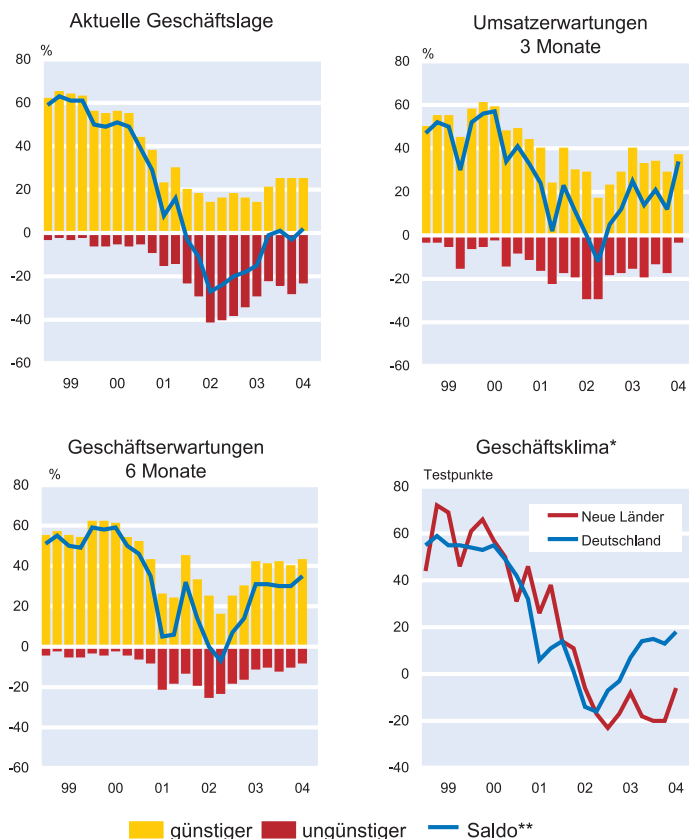 Aktuelle Geschäftslage
%
80
60
40
20
0
-20
-40
-60
99 00 01 02 03 04
Umsatzerwartungen
3 Monate
%
80
60
40
20
0
-20
-40
-60
99 00 01 02 03 04
Geschäftserwartungen
6 Monate
%
80
60
40
20
0
-20
-40
-60
99 00 01 02 03 04
Geschäftsklima*
Testpunkte
80
60
40
20
0
-20
-40
Neue Länder
Deutschland
99 00 01 02 03 04
günstiger ungünstiger Saldo**